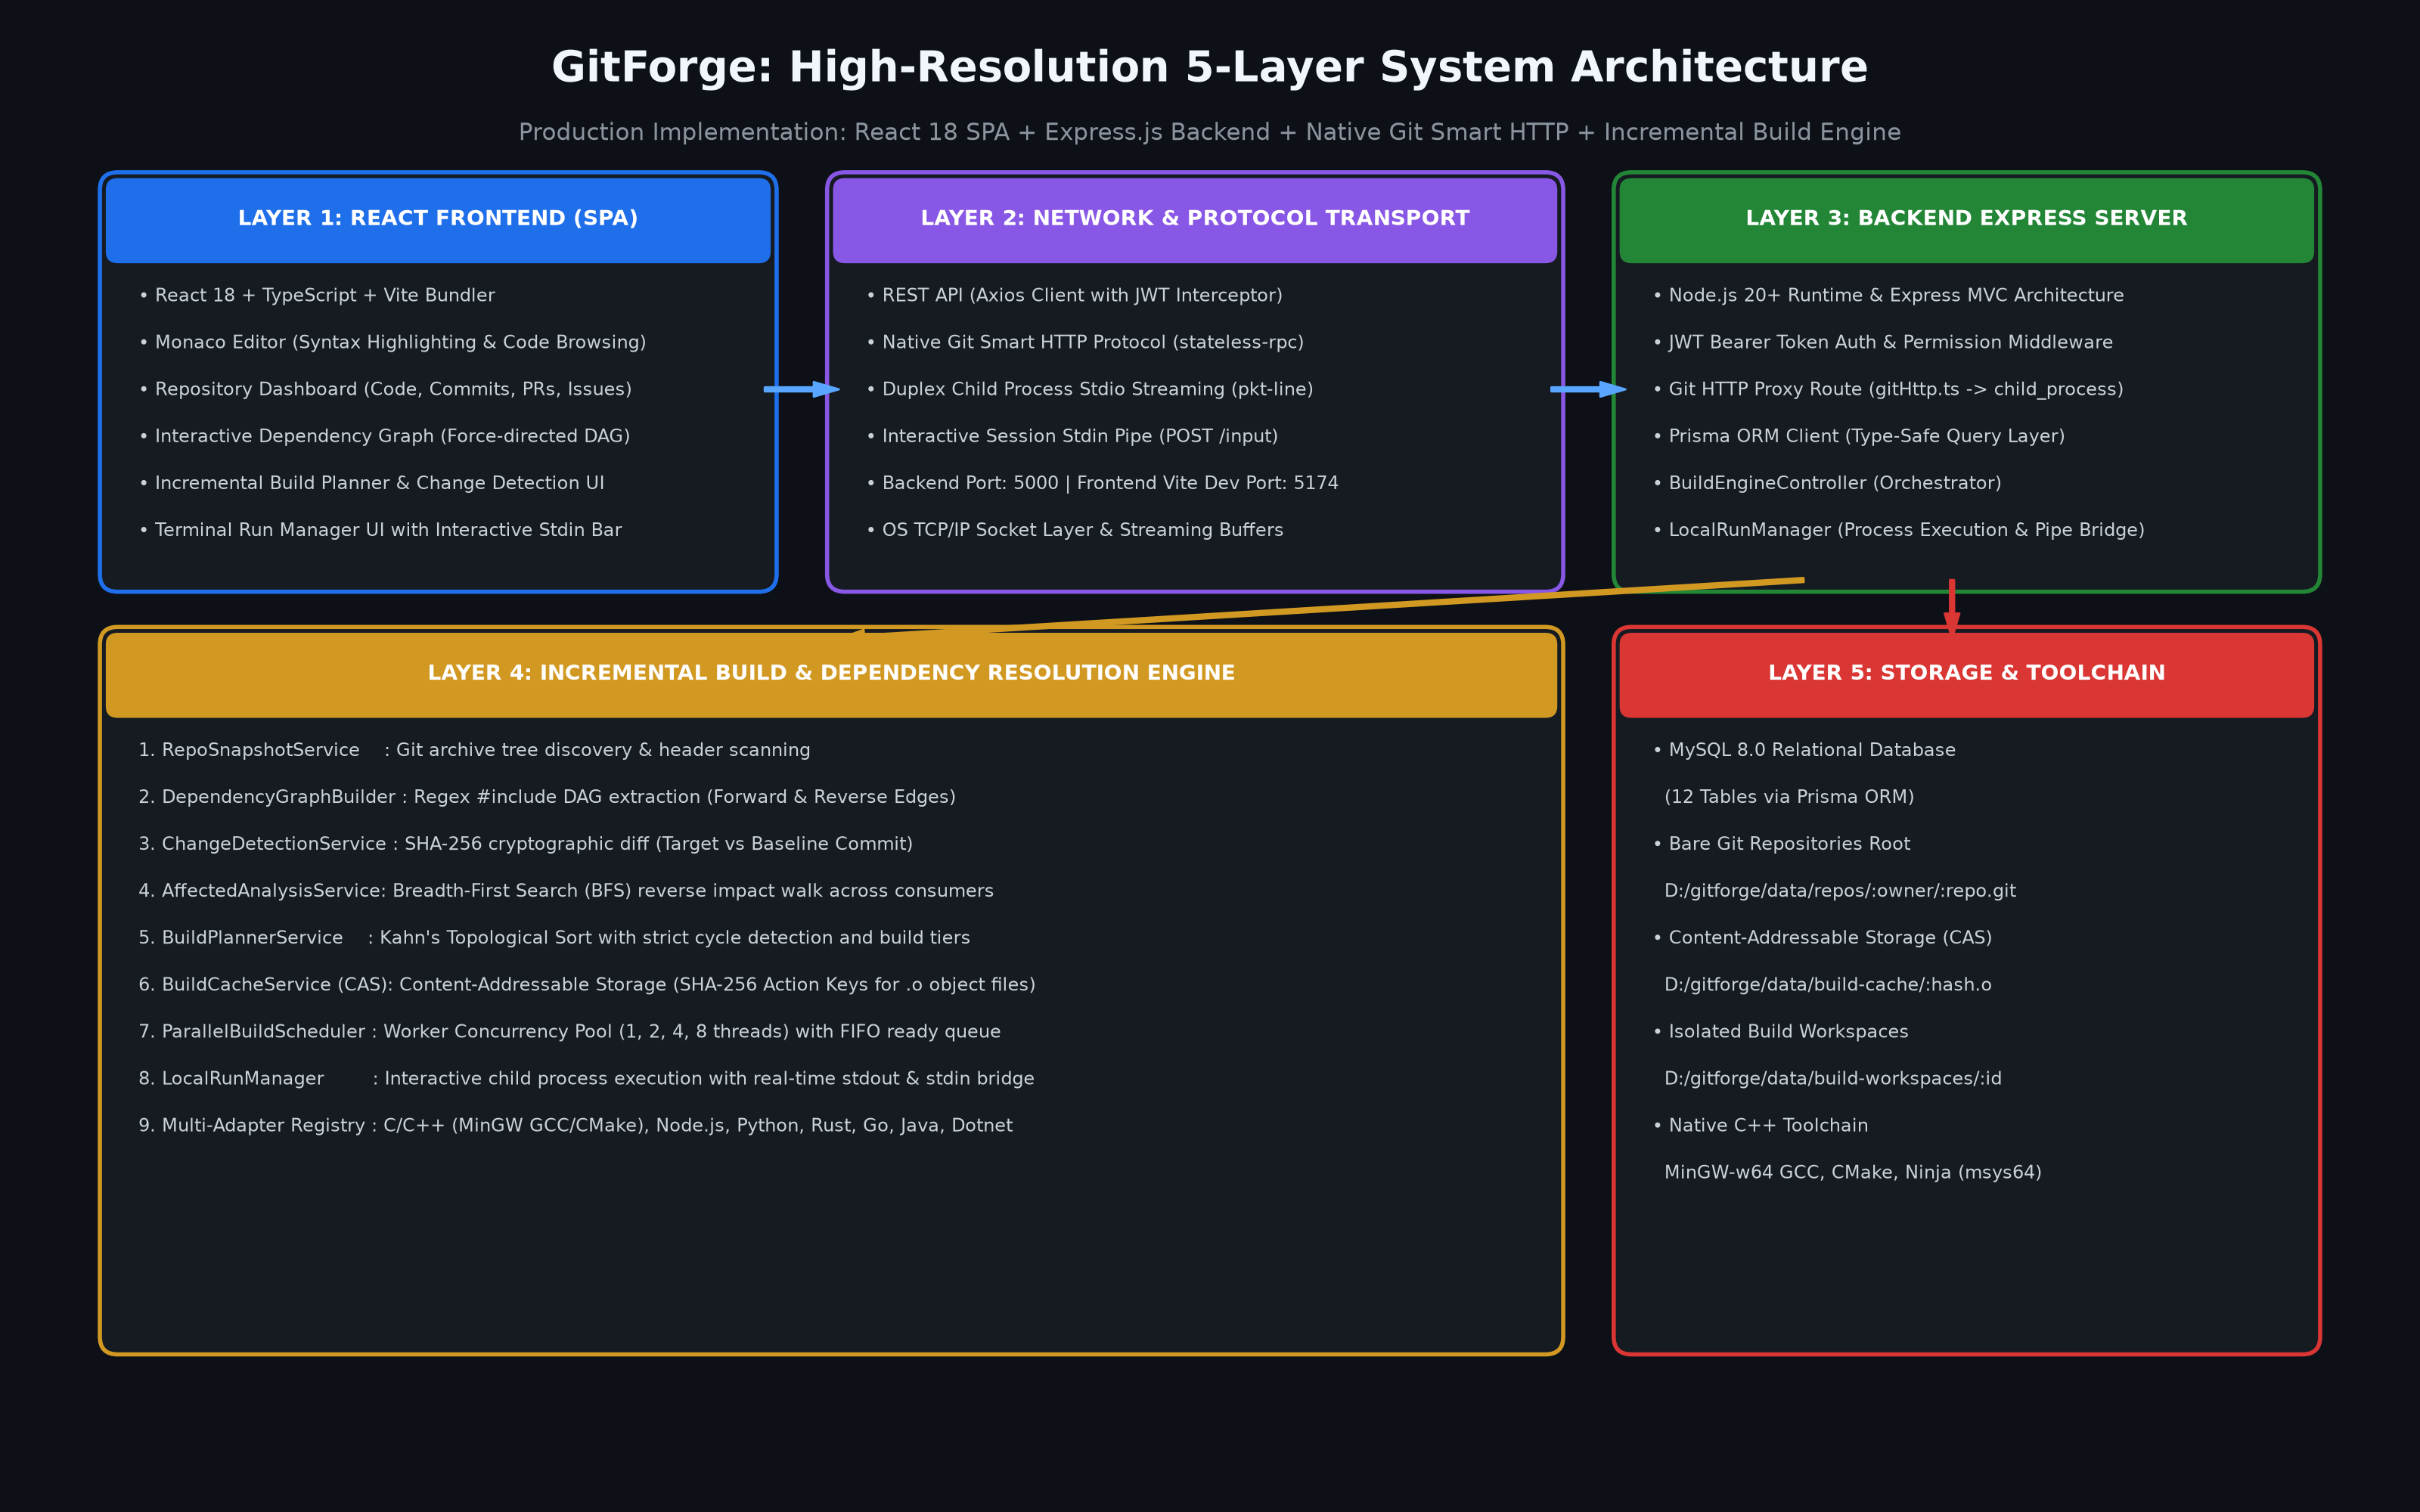 GitForge: High-Resolution 5-Layer System Architecture
Production Implementation: React 18 SPA + Express.js Backend + Native Git Smart HTTP + Incremental Build Engine
LAYER 1: REACT FRONTEND (SPA)
• React 18 + TypeScript + Vite Bundler
• Monaco Editor (Syntax Highlighting & Code Browsing)
• Repository Dashboard (Code, Commits, PRs, Issues)
• Interactive Dependency Graph (Force-directed DAG)
• Incremental Build Planner & Change Detection UI
• Terminal Run Manager UI with Interactive Stdin Bar
LAYER 2: NETWORK & PROTOCOL TRANSPORT
• REST API (Axios Client with JWT Interceptor)
• Native Git Smart HTTP Protocol (stateless-rpc)
• Duplex Child Process Stdio Streaming (pkt-line)
• Interactive Session Stdin Pipe (POST /input)
• Backend Port: 5000 | Frontend Vite Dev Port: 5174
• OS TCP/IP Socket Layer & Streaming Buffers
LAYER 3: BACKEND EXPRESS SERVER
• Node.js 20+ Runtime & Express MVC Architecture
• JWT Bearer Token Auth & Permission Middleware
• Git HTTP Proxy Route (gitHttp.ts -> child_process)
• Prisma ORM Client (Type-Safe Query Layer)
• BuildEngineController (Orchestrator)
• LocalRunManager (Process Execution & Pipe Bridge)
LAYER 4: INCREMENTAL BUILD & DEPENDENCY RESOLUTION ENGINE
1. RepoSnapshotService : Git archive tree discovery & header scanning
2. DependencyGraphBuilder : Regex #include DAG extraction (Forward & Reverse Edges)
3. ChangeDetectionService : SHA-256 cryptographic diff (Target vs Baseline Commit)
4. AffectedAnalysisService: Breadth-First Search (BFS) reverse impact walk across consumers
5. BuildPlannerService : Kahn's Topological Sort with strict cycle detection and build tiers
6. BuildCacheService (CAS): Content-Addressable Storage (SHA-256 Action Keys for .o object files)
7. ParallelBuildScheduler : Worker Concurrency Pool (1, 2, 4, 8 threads) with FIFO ready queue
8. LocalRunManager : Interactive child process execution with real-time stdout & stdin bridge
9. Multi-Adapter Registry : C/C++ (MinGW GCC/CMake), Node.js, Python, Rust, Go, Java, Dotnet
LAYER 5: STORAGE & TOOLCHAIN
• MySQL 8.0 Relational Database
(12 Tables via Prisma ORM)
• Bare Git Repositories Root
D:/gitforge/data/repos/:owner/:repo.git
• Content-Addressable Storage (CAS)
D:/gitforge/data/build-cache/:hash.o
• Isolated Build Workspaces
D:/gitforge/data/build-workspaces/:id
• Native C++ Toolchain
MinGW-w64 GCC, CMake, Ninja (msys64)